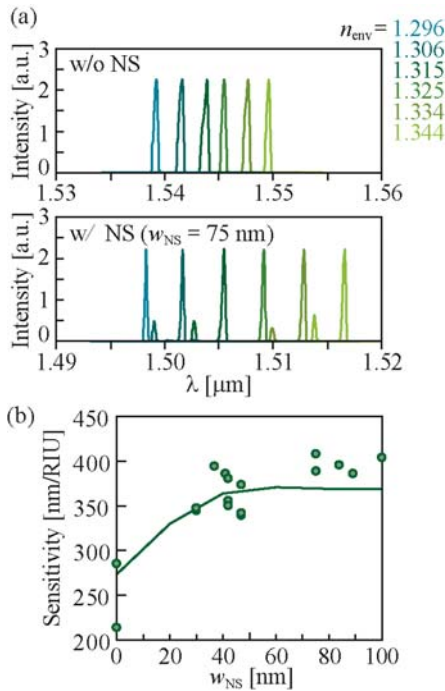 (a)
n_env = 1.296
1.306
1.315
1.325
1.334
1.344
w/o NS
Intensity [a.u.]
3
2
1
0
1.53 1.54 1.55 1.56
w/ NS (w_NS = 75 nm)
Intensity [a.u.]
3
2
1
0
1.49 1.50 1.51 1.52
λ [μm]
(b)
Sensitivity [nm/RIU]
450
400
350
300
250
200
0 20 40 60 80 100
w_NS [nm]